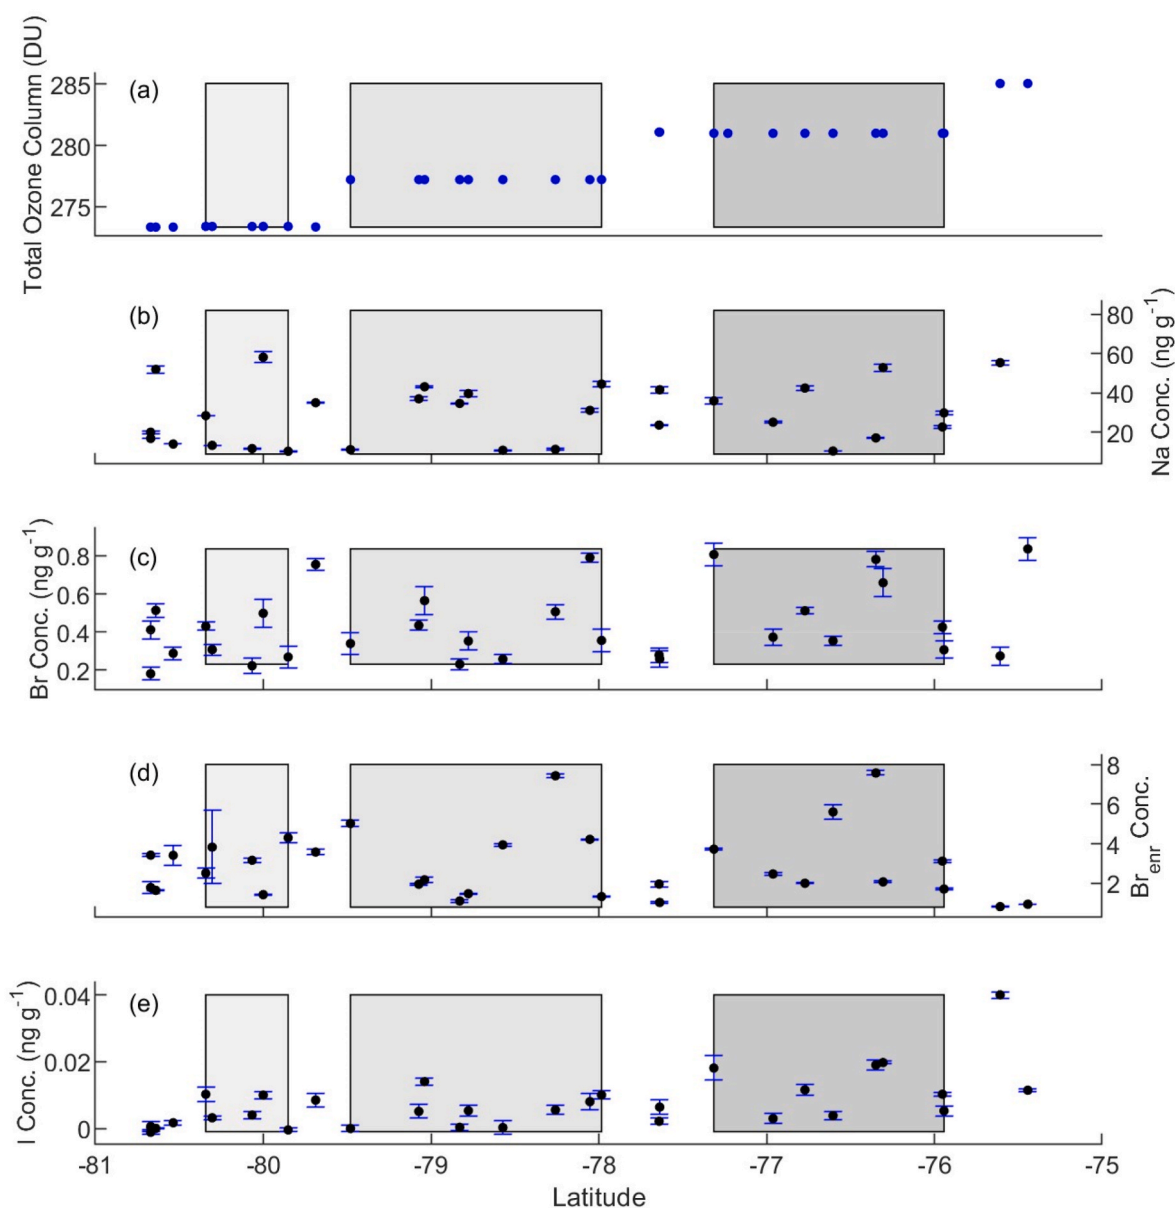 Total Ozone Column (DU)
285
280
275
(a)
(b)
80
60
40
20
Na Conc. (ng g⁻¹)
Br Conc. (ng g⁻¹)
0.8
0.6
0.4
0.2
(c)
(d)
8
6
4
2
Br_enr Conc.
I Conc. (ng g⁻¹)
0.04
0.02
0
(e)
-81 -80 -79 -78 -77 -76 -75
Latitude